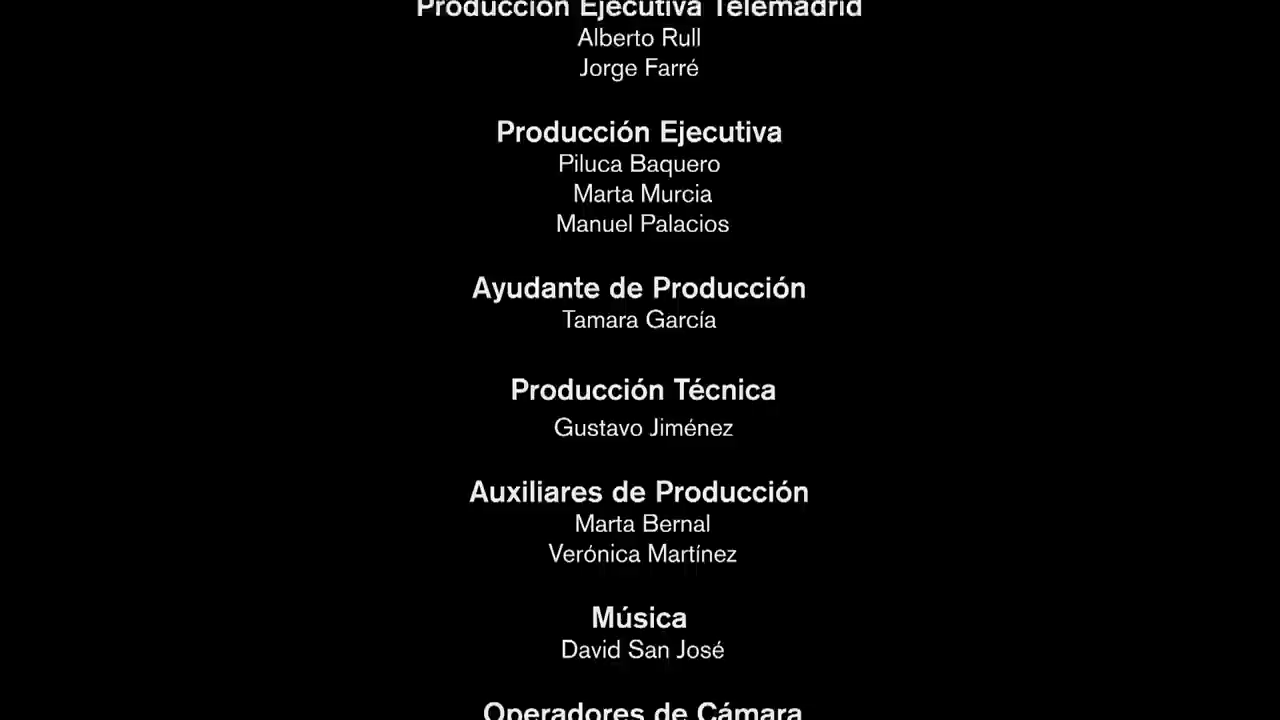 Producción Ejecutiva Telemadrid
Alberto Rull
Jorge Farré
Producción Ejecutiva
Piluca Baquero
Marta Murcia
Manuel Palacios
Ayudante de Producción
Tamara García
Producción Técnica
Gustavo Jiménez
Auxiliares de Producción
Marta Bernal
Verónica Martínez
Música
David San José
Operadores de Cámara